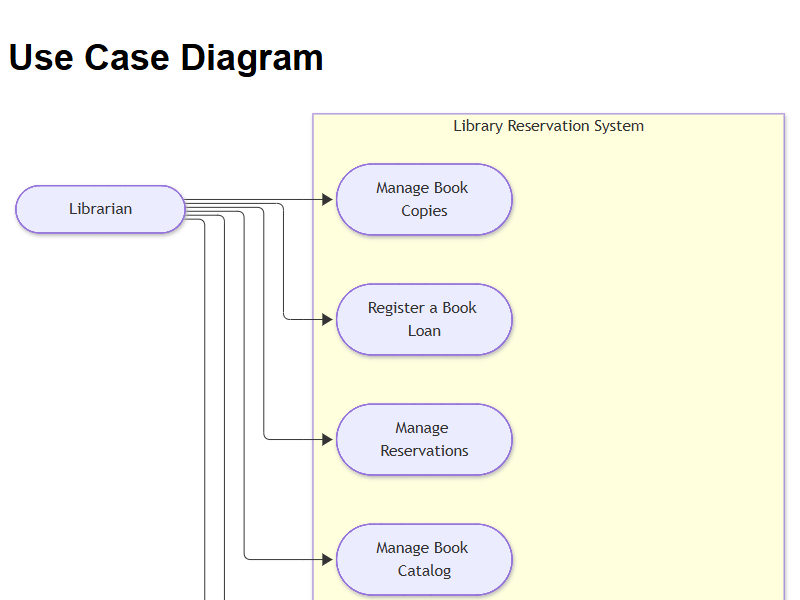 Use Case Diagram
Library Reservation System
Librarian
Manage Book
Copies
Register a Book
Loan
Manage
Reservations
Manage Book
Catalog